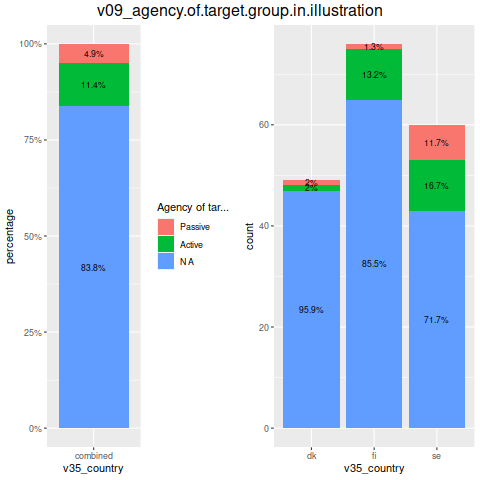 v09_agency.of.target.group.in.illustration
100%
75%
50%
25%
0%
percentage
4.9%
11.4%
83.8%
combined
v35_country
Agency of tar...
Passive
Active
NA
count
60
40
20
0
2%
2%
95.9%
1.3%
13.2%
85.5%
11.7%
16.7%
71.7%
dk
fi
se
v35_country